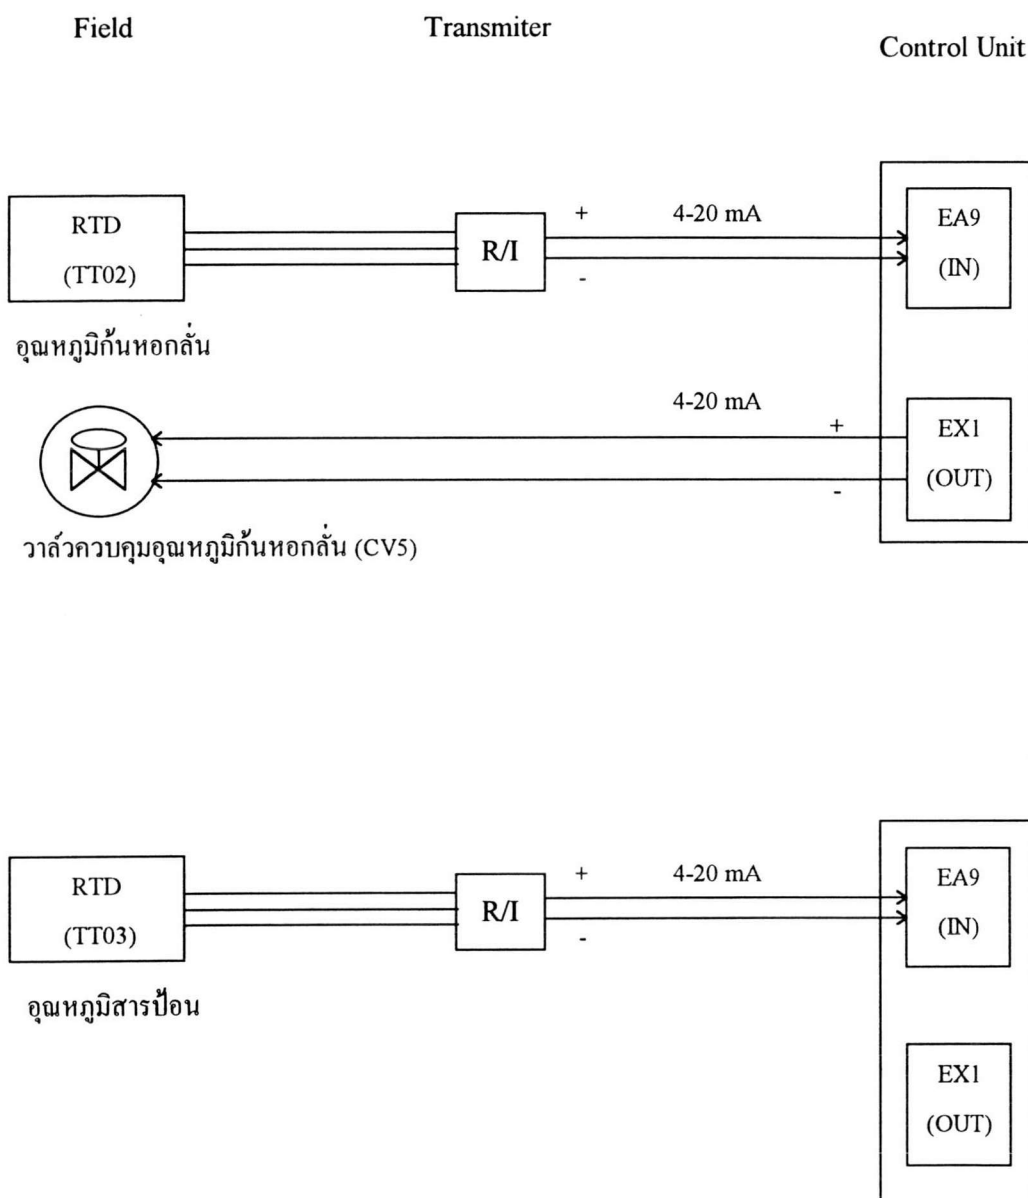 Field
Transmiter
Control Unit
RTD
(TT02)
R/I
+
4-20 mA
-
EA9
(IN)
อุณหภูมิก้นหอกลั่น
4-20 mA
+
-
EX1
(OUT)
วาล์วควบคุมอุณหภูมิก้นหอกลั่น (CV5)
RTD
(TT03)
R/I
+
4-20 mA
-
EA9
(IN)
อุณหภูมิสารป้อน
EX1
(OUT)